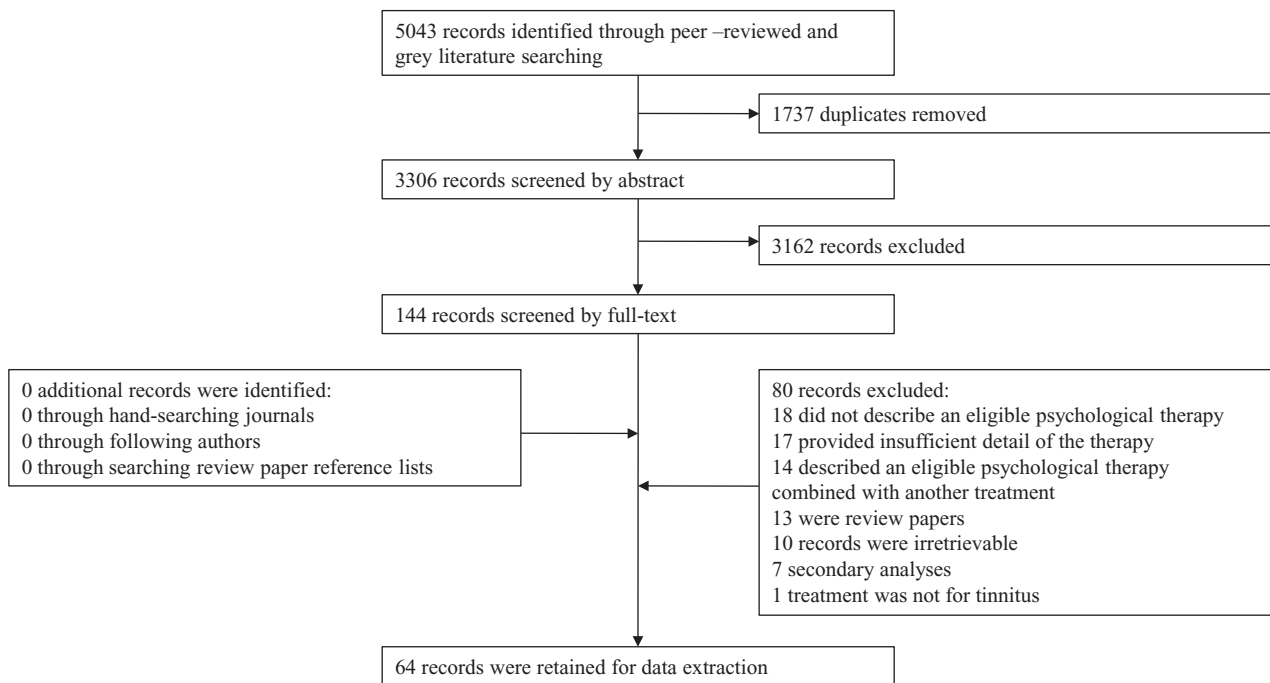 5043 records identified through peer –reviewed and
grey literature searching
1737 duplicates removed
3306 records screened by abstract
3162 records excluded
144 records screened by full-text
0 additional records were identified:
0 through hand-searching journals
0 through following authors
0 through searching review paper reference lists
80 records excluded:
18 did not describe an eligible psychological therapy
17 provided insufficient detail of the therapy
14 described an eligible psychological therapy
combined with another treatment
13 were review papers
10 records were irretrievable
7 secondary analyses
1 treatment was not for tinnitus
64 records were retained for data extraction